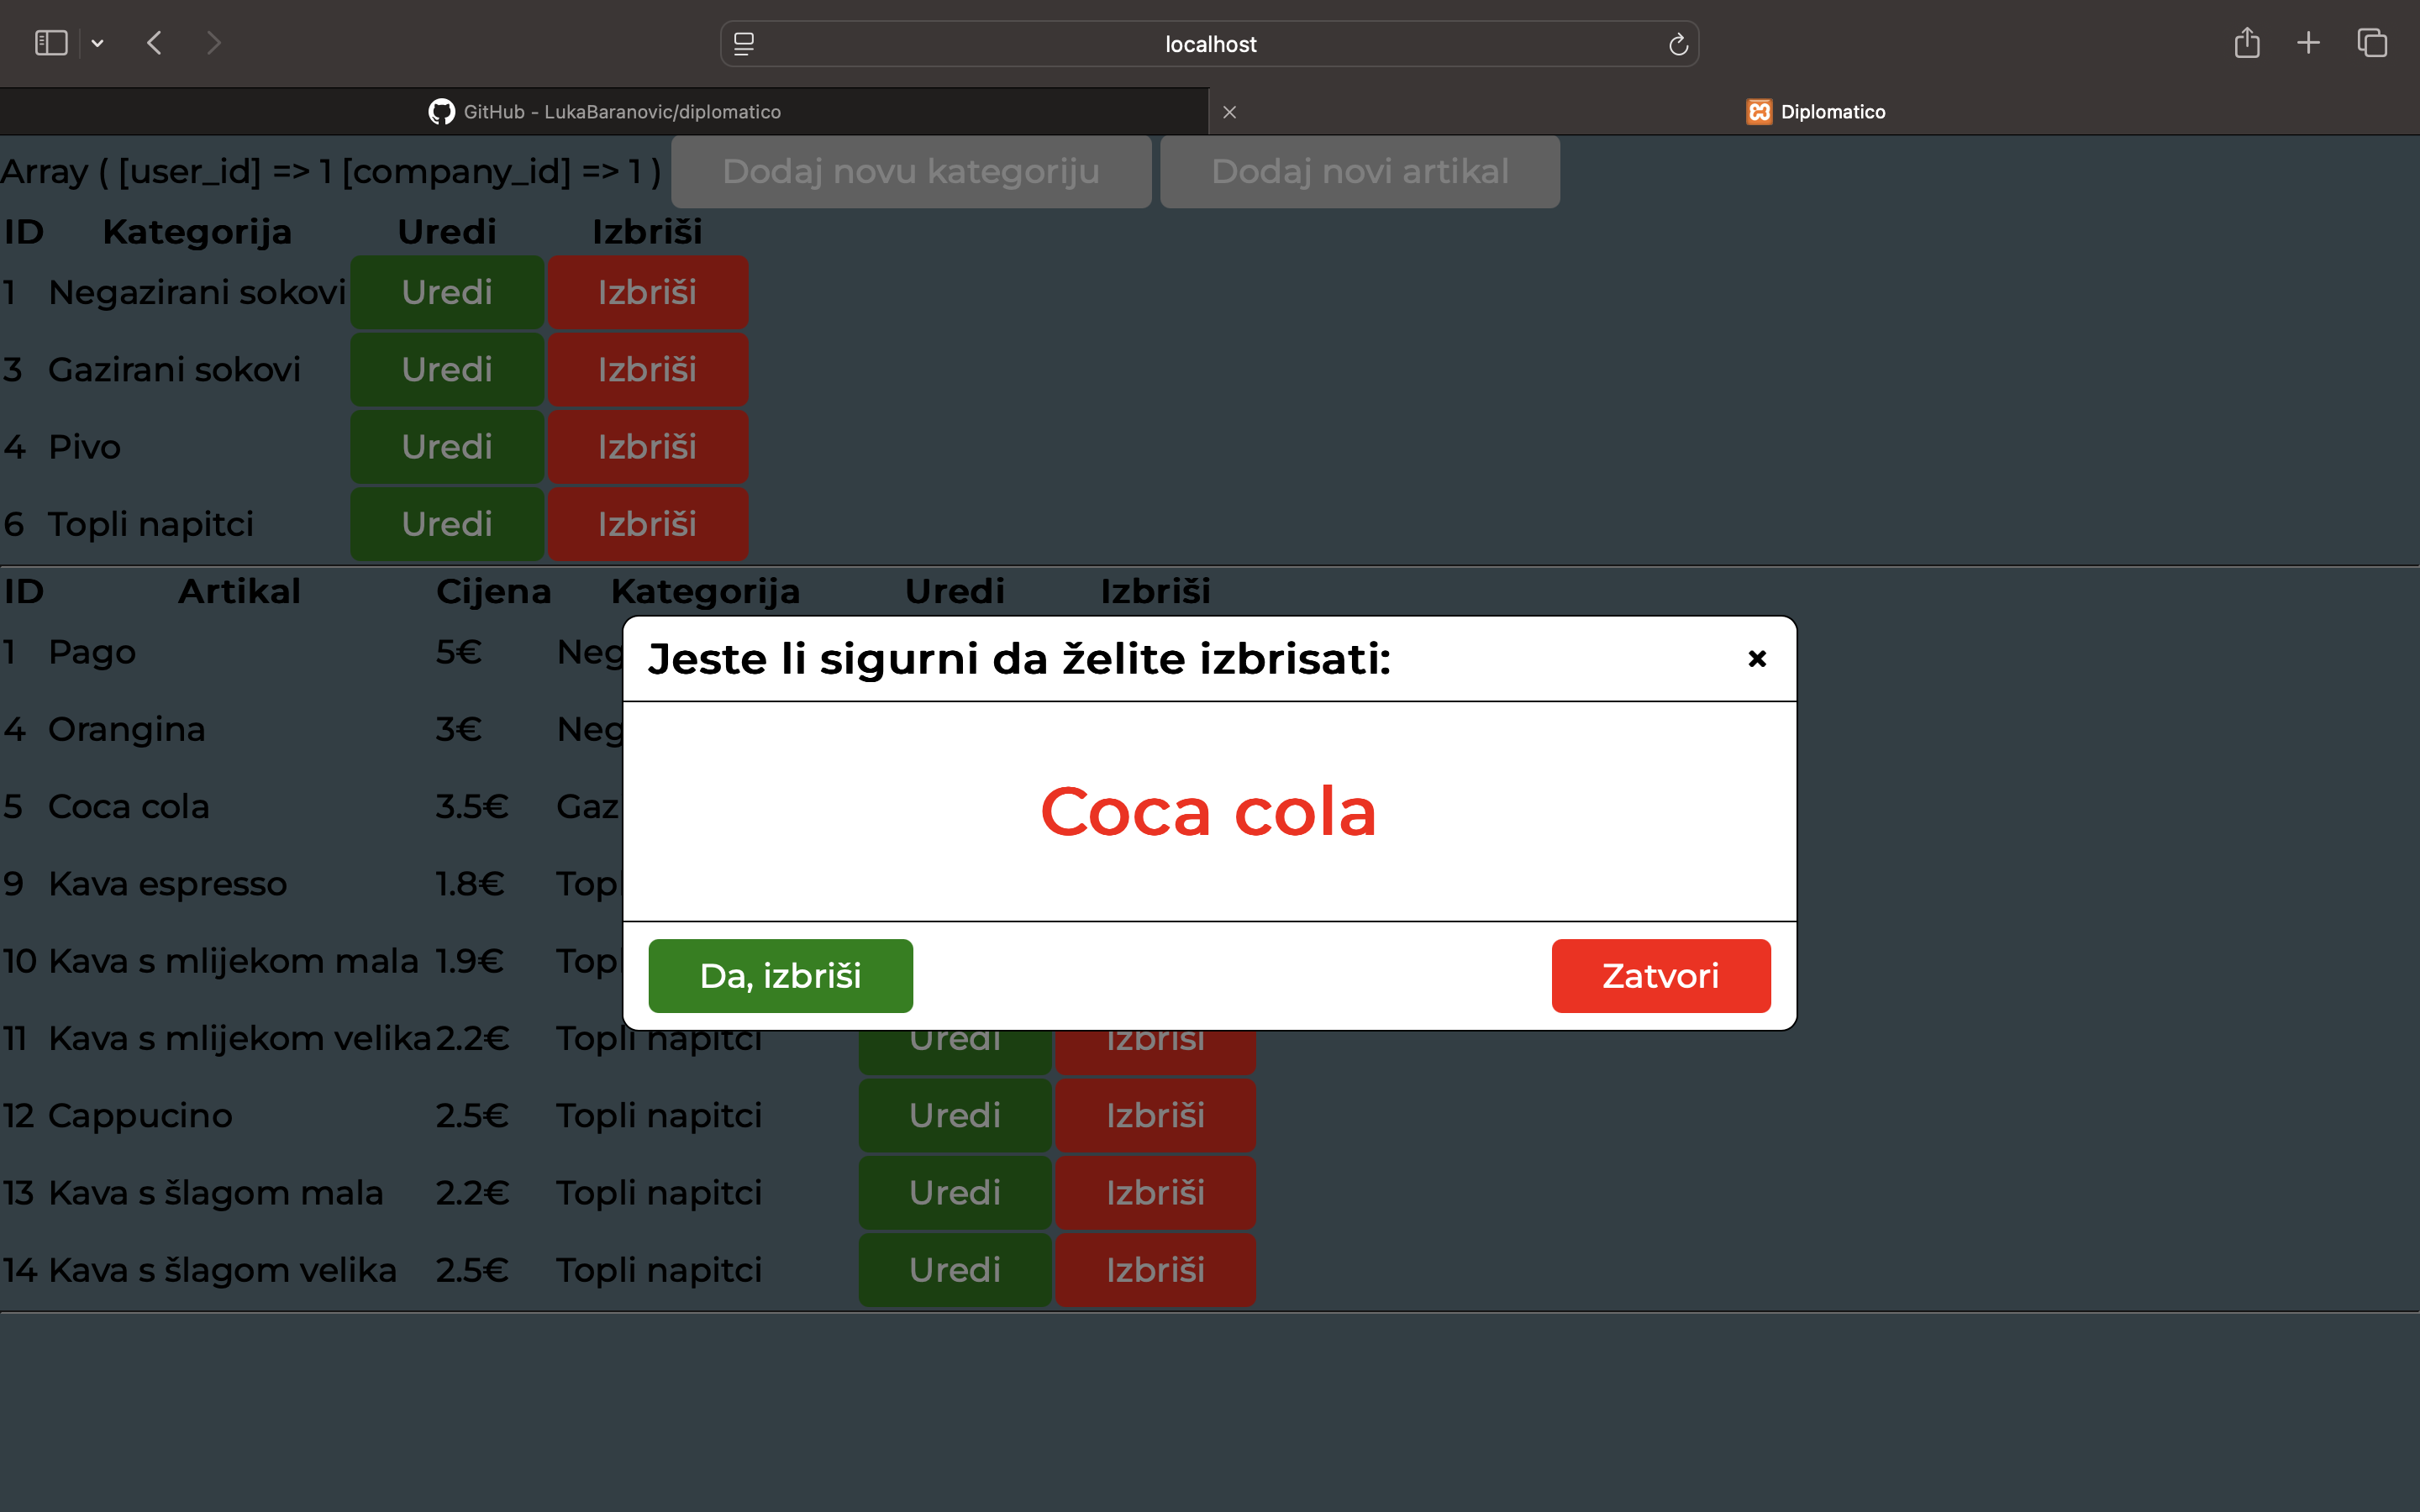 localhost
GitHub - LukaBaranovic/diplomatico
Diplomatico
Array ( [user_id] => 1 [company_id] => 1 ) Dodaj novu kategoriju Dodaj novi artikal
ID Kategorija Uredi Izbriši
1 Negazirani sokovi Uredi Izbriši
3 Gazirani sokovi Uredi Izbriši
4 Pivo Uredi Izbriši
6 Topli napitci Uredi Izbriši
ID Artikal Cijena Kategorija Uredi Izbriši
1 Pago 5€ Neg
4 Orangina 3€ Neg
5 Coca cola 3.5€ Gaz
9 Kava espresso 1.8€ Topl
10 Kava s mlijekom mala 1.9€ Topl
11 Kava s mlijekom velika 2.2€ Topli napitci Uredi Izbriši
12 Cappucino 2.5€ Topli napitci Uredi Izbriši
13 Kava s šlagom mala 2.2€ Topli napitci Uredi Izbriši
14 Kava s šlagom velika 2.5€ Topli napitci Uredi Izbriši
Jeste li sigurni da želite izbrisati:
Coca cola
Da, izbriši
Zatvori